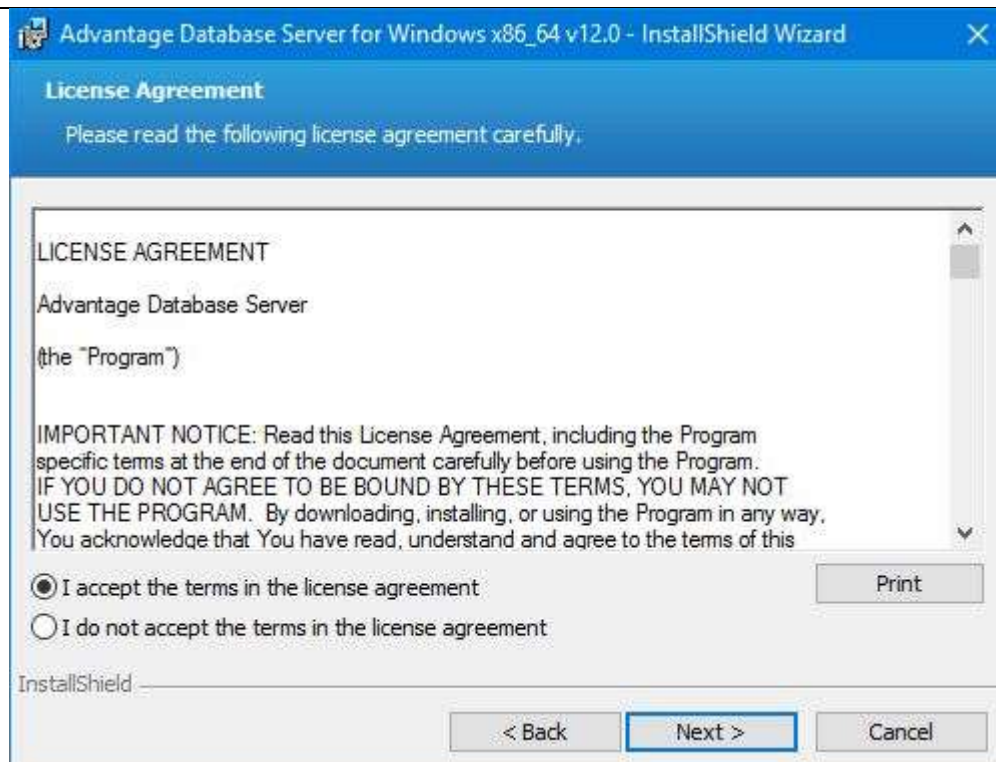 Advantage Database Server for Windows x86_64 v12.0 - InstallShield Wizard
License Agreement
Please read the following license agreement carefully.
LICENSE AGREEMENT
Advantage Database Server
(the "Program")
IMPORTANT NOTICE: Read this License Agreement, including the Program
specific terms at the end of the document carefully before using the Program.
IF YOU DO NOT AGREE TO BE BOUND BY THESE TERMS, YOU MAY NOT
USE THE PROGRAM. By downloading, installing, or using the Program in any way,
You acknowledge that You have read, understand and agree to the terms of this
I accept the terms in the license agreement
Print
I do not accept the terms in the license agreement
InstallShield
< Back Next > Cancel